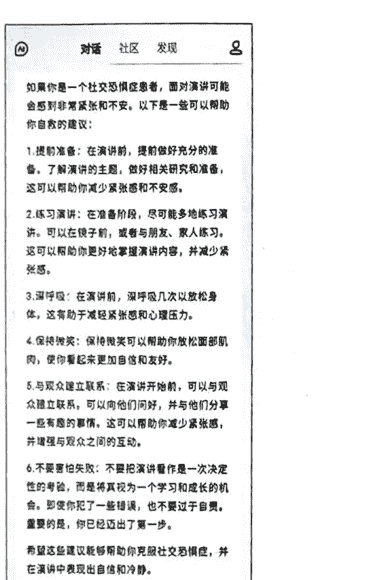 对话 社区 发现
如果你是一个社交恐惧症患者，面对演讲可能
会感到非常紧张和不安。以下是一些可以帮助
你自救的建议：
1.提前准备：在演讲前，提前做好充分的准
备。了解演讲的主题，做好相关研究和准备，
这可以帮助你减少紧张感和不安感。
2.练习演讲：在准备阶段，尽可能多地练习演
讲。可以在镜子前，或者与朋友、家人练习。
这可以帮助你更好地掌握演讲内容，并减少紧
张感。
3.深呼吸：在演讲前，深呼吸几次以放松身
体，这有助于减轻紧张感和心理压力。
4.保持微笑：保持微笑可以帮助你放松面部肌
肉，使你看起来更加自信和友好。
5.与观众建立联系：在演讲开始前，可以与观
众建立联系，可以向他们问好，并与他们分享
一些有趣的事情。这可以帮助你减少紧张感，
并增强与观众之间的互动。
6.不要害怕失败：不要把演讲看作是一次决定
性的考验，而是将其视为一个学习和成长的机
会。即使你犯了一些错误，也不要过于自责。
重要的是，你已经迈出了第一步。
希望这些建议能够帮助你克服社交恐惧症，并
在演讲中表现出自信和冷静。